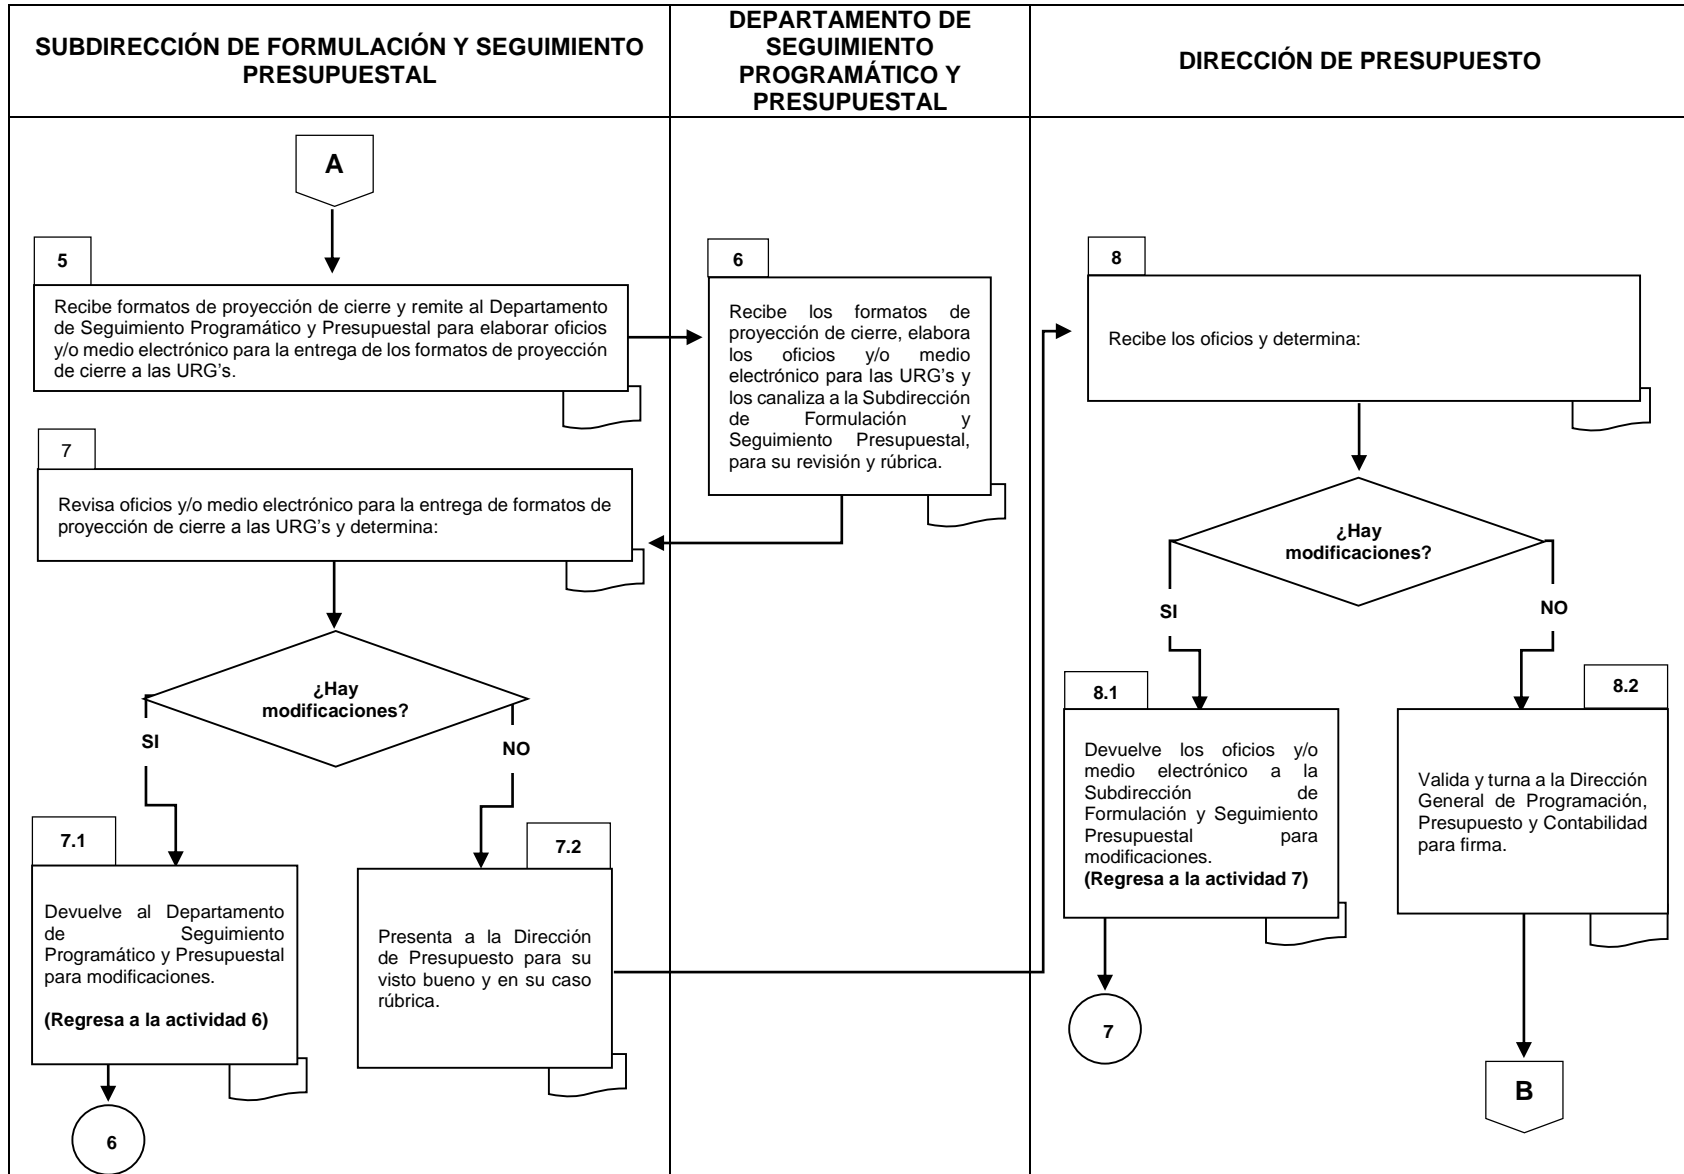 SUBDIRECCIÓN DE FORMULACIÓN Y SEGUIMIENTO
PRESUPUESTAL
DEPARTAMENTO DE
SEGUIMIENTO
PROGRAMÁTICO Y
PRESUPUESTAL
DIRECCIÓN DE PRESUPUESTO
A
5
Recibe formatos de proyección de cierre y remite al Departamento
de Seguimiento Programático y Presupuestal para elaborar oficios
y/o medio electrónico para la entrega de los formatos de proyección
de cierre a las URG's.
6
Recibe los formatos de
proyección de cierre, elabora
los oficios y/o medio
electrónico para las URG's y
los canaliza a la Subdirección
de Formulación y
Seguimiento Presupuestal,
para su revisión y rúbrica.
7
Revisa oficios y/o medio electrónico para la entrega de formatos de
proyección de cierre a las URG's y determina:
¿Hay
modificaciones?
SI
NO
7.1
Devuelve al Departamento
de Seguimiento
Programático y Presupuestal
para modificaciones.
(Regresa a la actividad 6)
6
7.2
Presenta a la Dirección
de Presupuesto para su
visto bueno y en su caso
rúbrica.
8
Recibe los oficios y determina:
¿Hay
modificaciones?
SI
NO
8.1
Devuelve los oficios y/o
medio electrónico a la
Subdirección de
Formulación y Seguimiento
Presupuestal para
modificaciones.
(Regresa a la actividad 7)
7
8.2
Valida y turna a la Dirección
General de Programación,
Presupuesto y Contabilidad
para firma.
B